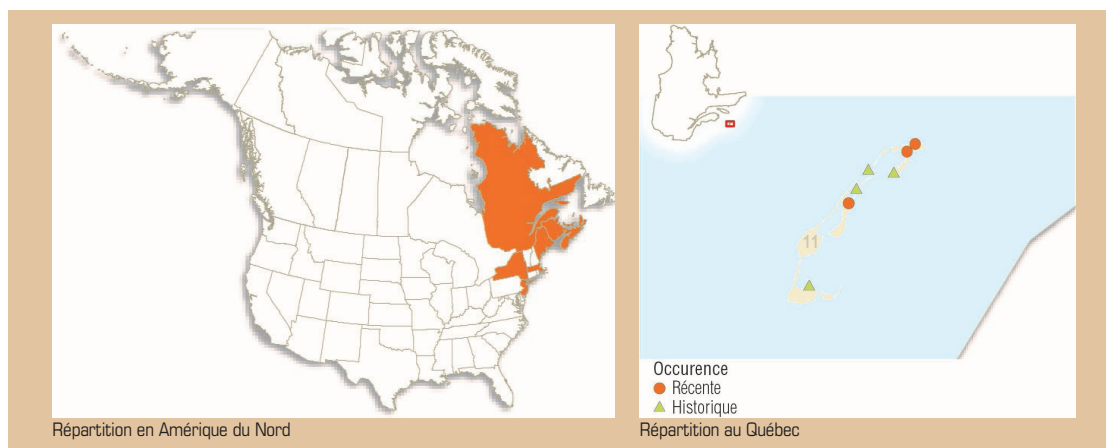 11
Occurence
Récente
Historique
Répartition en Amérique du Nord
Répartition au Québec